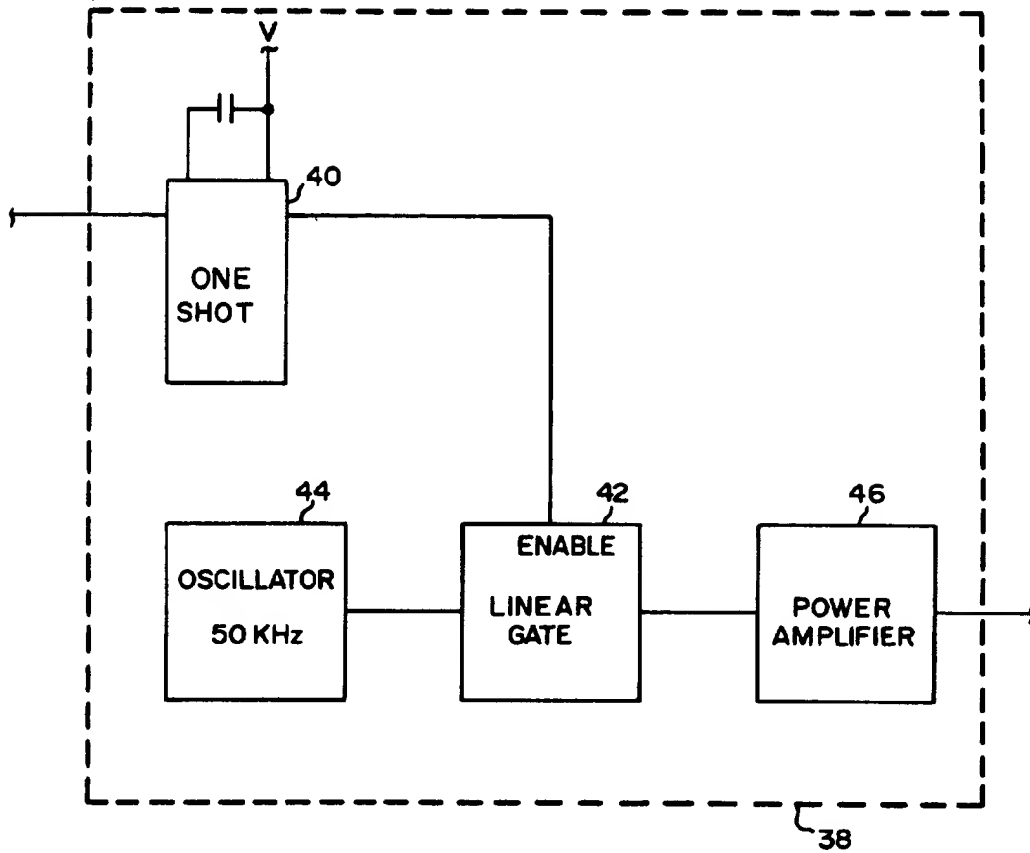 V
40
ONE
SHOT
44
42
46
OSCILLATOR
50 KHz
ENABLE
LINEAR
GATE
POWER
AMPLIFIER
38